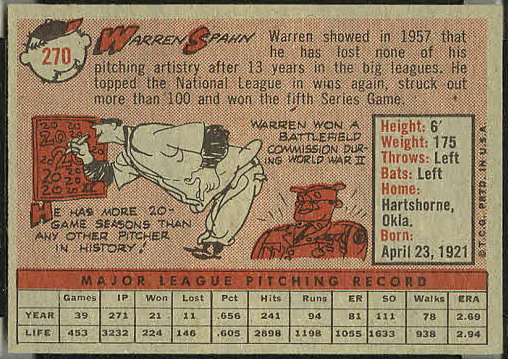 270
WARREN SPAHN
Warren showed in 1957 that
he has lost none of his
pitching artistry after 13 years in the big leagues. He
topped the National League in wins again, struck out
more than 100 and won the fifth Series Game.
HE HAS MORE 20-
GAME SEASONS THAN
ANY OTHER PITCHER
IN HISTORY!
WARREN WON A
BATTLEFIELD
COMMISSION DUR-
ING WORLD WAR II
Height: 6'
Weight: 175
Throws: Left
Bats: Left
Home:
Hartshorne,
Okla.
Born:
April 23, 1921
© T.C.G. PRTD. IN U.S.A.
MAJOR LEAGUE PITCHING RECORD
Games IP Won Lost Pct Hits Runs ER SO Walks ERA
YEAR 39 271 21 11 .656 241 94 81 111 78 2.69
LIFE 453 3232 224 146 .605 2898 1198 1055 1633 938 2.94